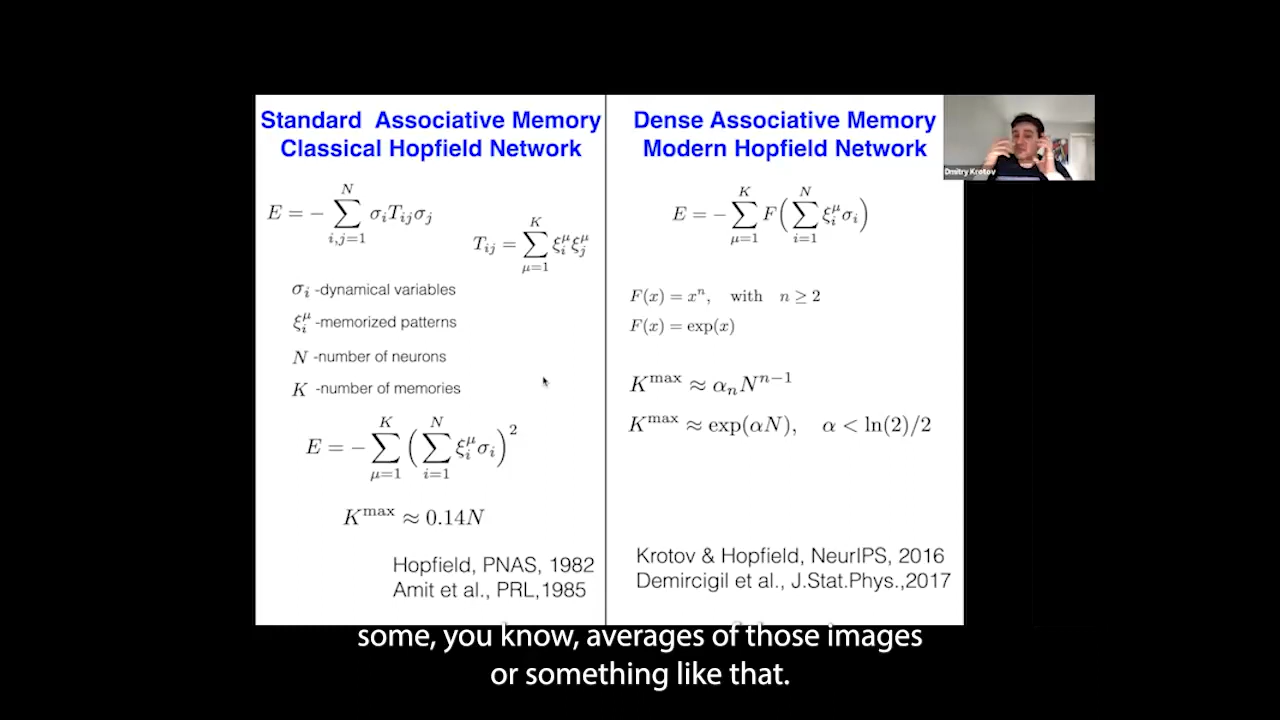 Standard Associative Memory
Classical Hopfield Network
E = − ∑_{i,j=1}^{N} σ_i T_{ij} σ_j
T_{ij} = ∑_{μ=1}^{K} ξ_i^μ ξ_j^μ
σ_i -dynamical variables
ξ_i^μ -memorized patterns
N -number of neurons
K -number of memories
E = − ∑_{μ=1}^{K} ( ∑_{i=1}^{N} ξ_i^μ σ_i )^2
K^max ≈ 0.14N
Hopfield, PNAS, 1982
Amit et al., PRL,1985
Dense Associative Memory
Modern Hopfield Network
E = − ∑_{μ=1}^{K} F( ∑_{i=1}^{N} ξ_i^μ σ_i )
F(x) = x^n, with n ≥ 2
F(x) = exp(x)
K^max ≈ α_n N^{n−1}
K^max ≈ exp(αN), α < ln(2)/2
Krotov & Hopfield, NeurIPS, 2016
Demircigil et al., J.Stat.Phys.,2017
Dmitry Krotov
some, you know, averages of those images
or something like that.